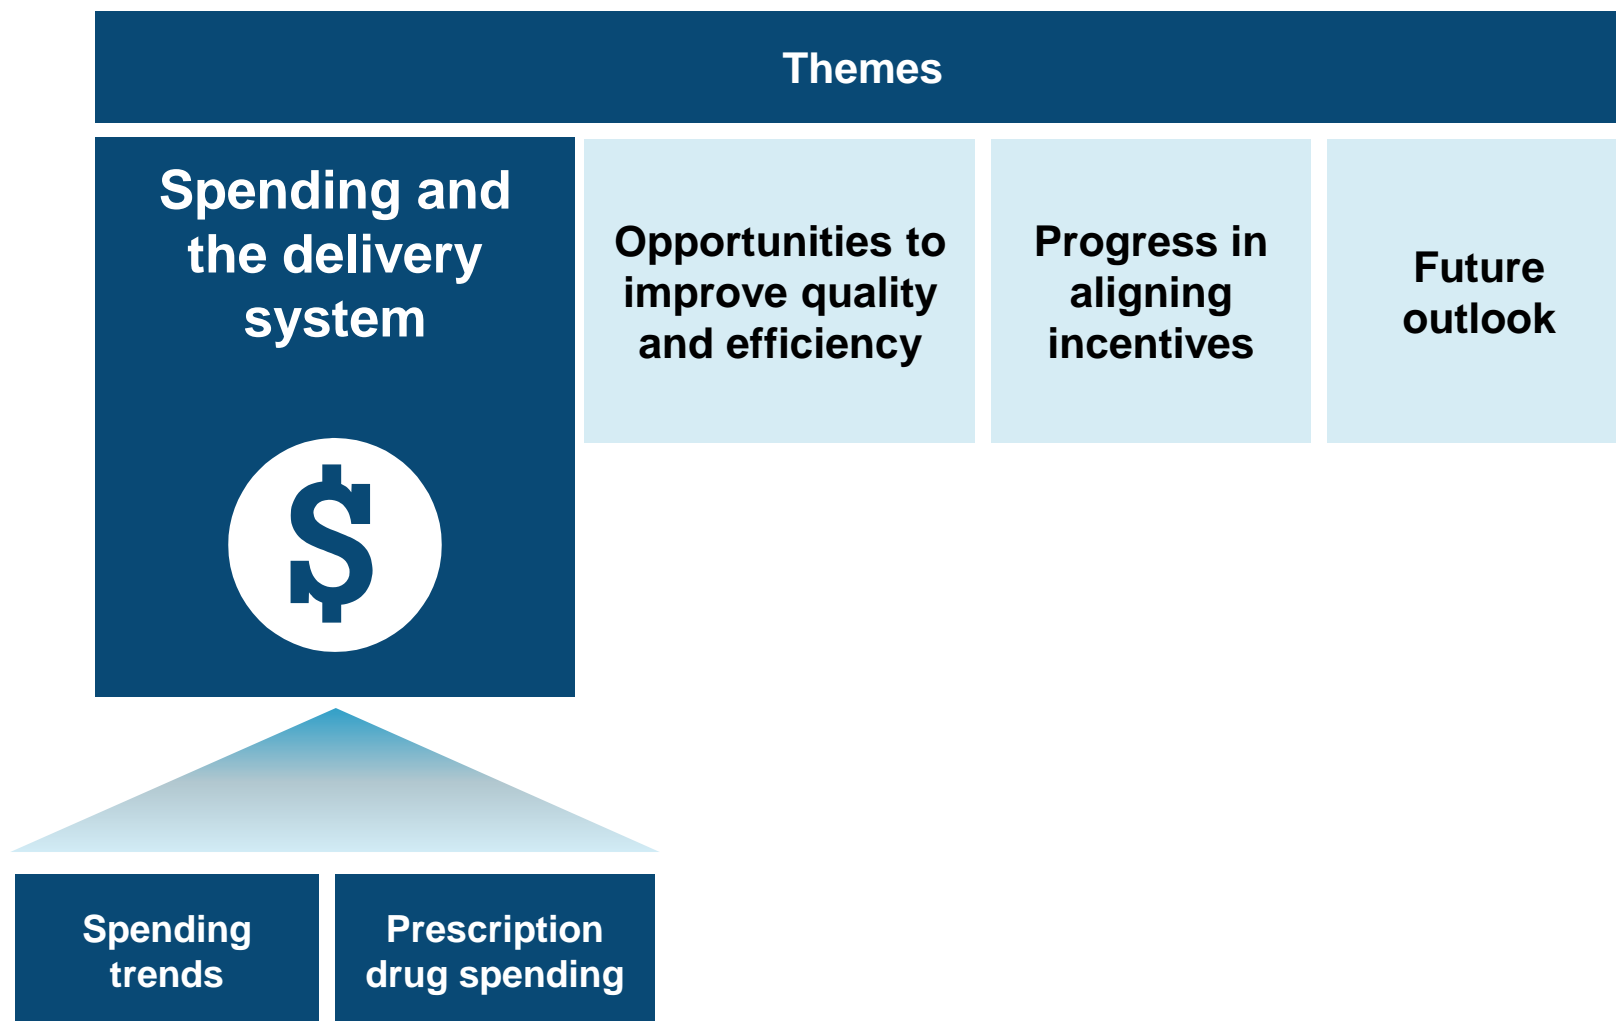 Themes
Spending and
the delivery
system
Opportunities to
improve quality
and efficiency
Progress in
aligning
incentives
Future
outlook
$
Spending
trends
Prescription
drug spending